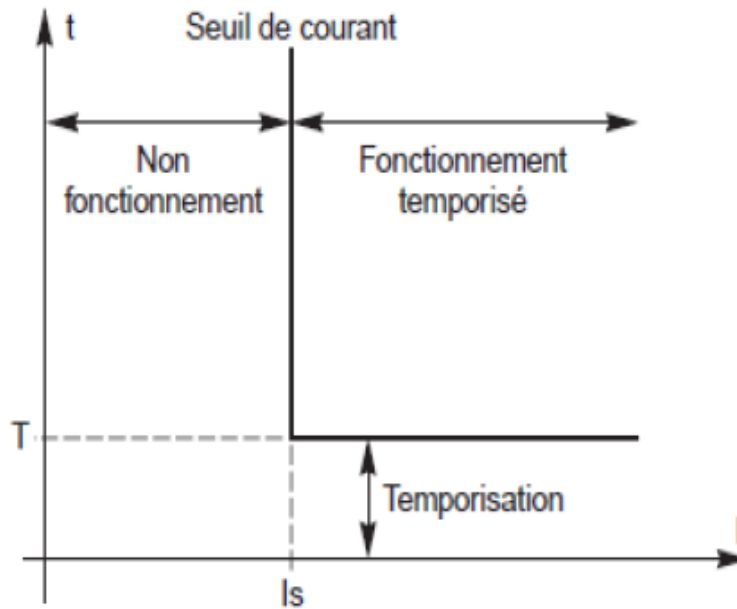 t
Seuil de courant
Non
fonctionnement
Fonctionnement
temporisé
T
Temporisation
Is